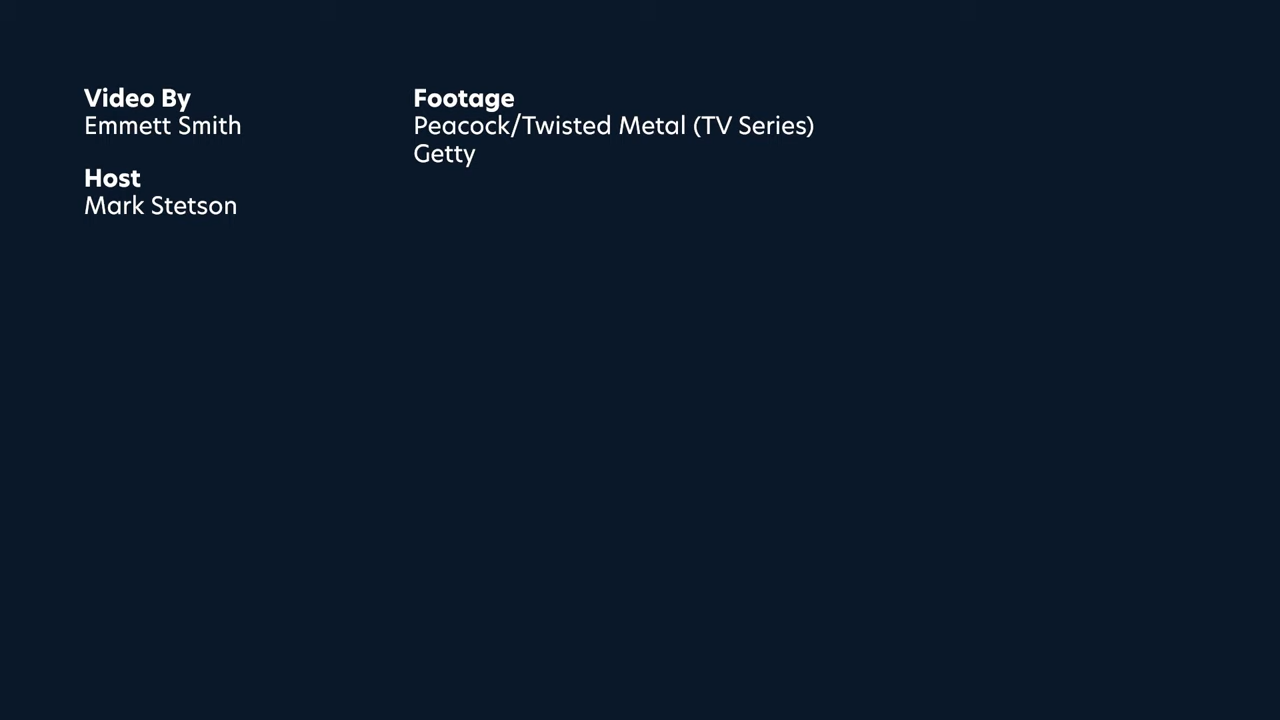 Video By
Emmett Smith
Host
Mark Stetson
Footage
Peacock/Twisted Metal (TV Series)
Getty